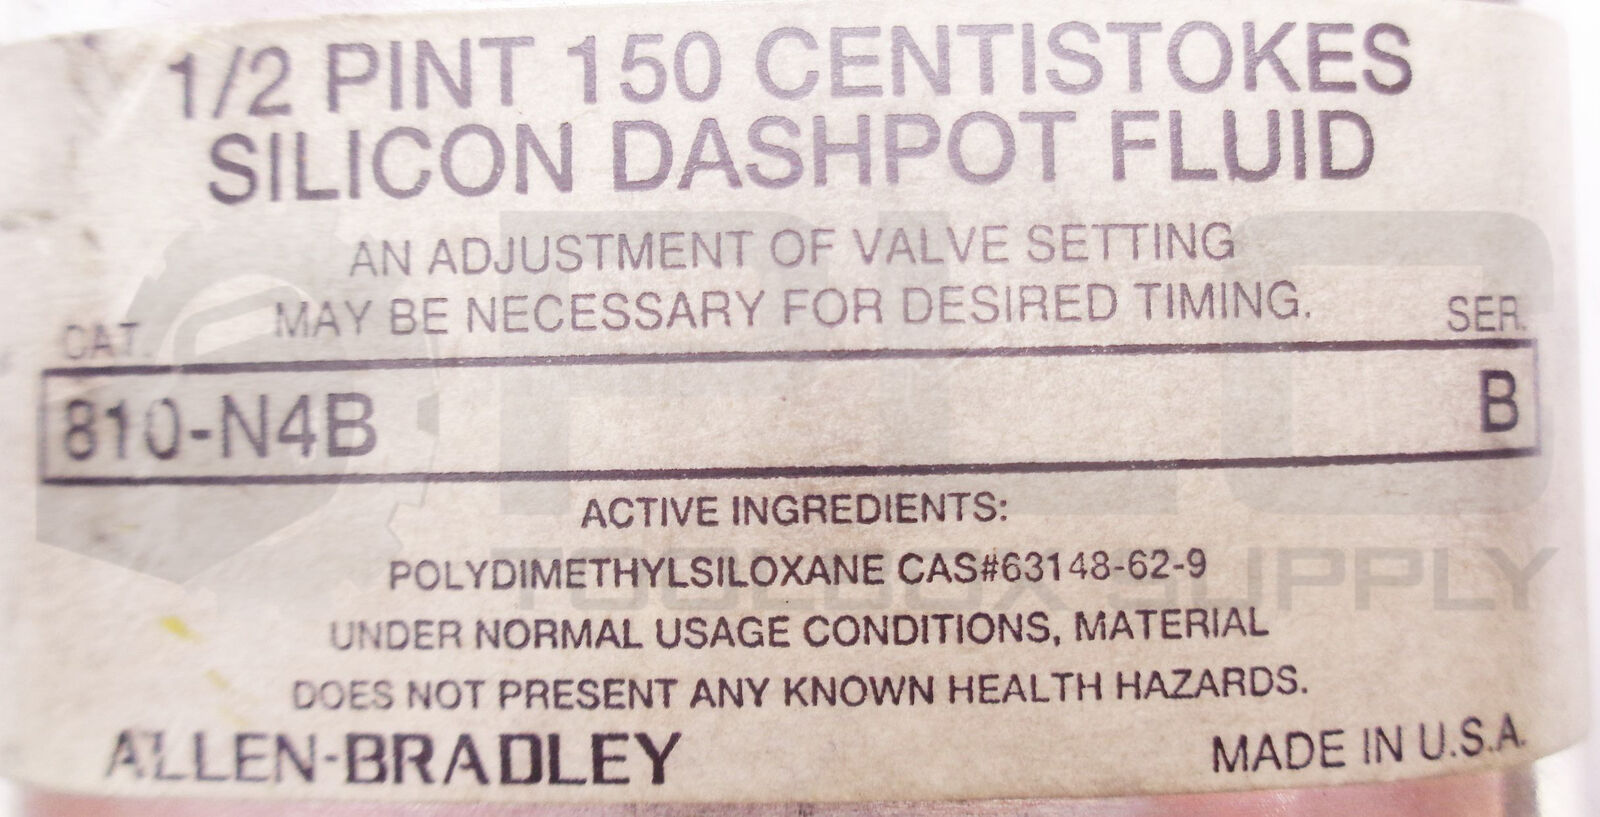 1/2 PINT 150 CENTISTOKES
SILICON DASHPOT FLUID
AN ADJUSTMENT OF VALVE SETTING
MAY BE NECESSARY FOR DESIRED TIMING.
CAT. SER.
810-N4B B
ACTIVE INGREDIENTS:
POLYDIMETHYLSILOXANE CAS#63148-62-9
UNDER NORMAL USAGE CONDITIONS, MATERIAL
DOES NOT PRESENT ANY KNOWN HEALTH HAZARDS.
ALLEN-BRADLEY MADE IN U.S.A.
TOOLBOX SUPPLY